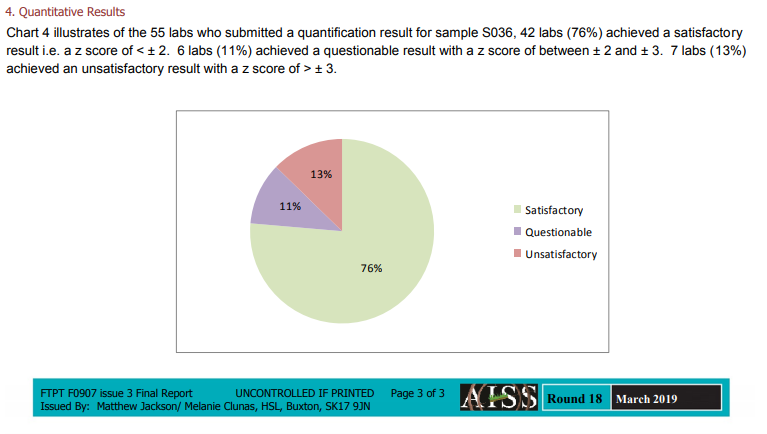 4. Quantitative Results
Chart 4 illustrates of the 55 labs who submitted a quantification result for sample S036, 42 labs (76%) achieved a satisfactory
result i.e. a z score of < ± 2.  6 labs (11%) achieved a questionable result with a z score of between ± 2 and ± 3.  7 labs (13%)
achieved an unsatisfactory result with a z score of > ± 3.
13%
11%
76%
Satisfactory
Questionable
Unsatisfactory
FTPT F0907 issue 3 Final Report UNCONTROLLED IF PRINTED Page 3 of 3
Issued By: Matthew Jackson/ Melanie Clunas, HSL, Buxton, SK17 9JN
AISS
Round 18 March 2019